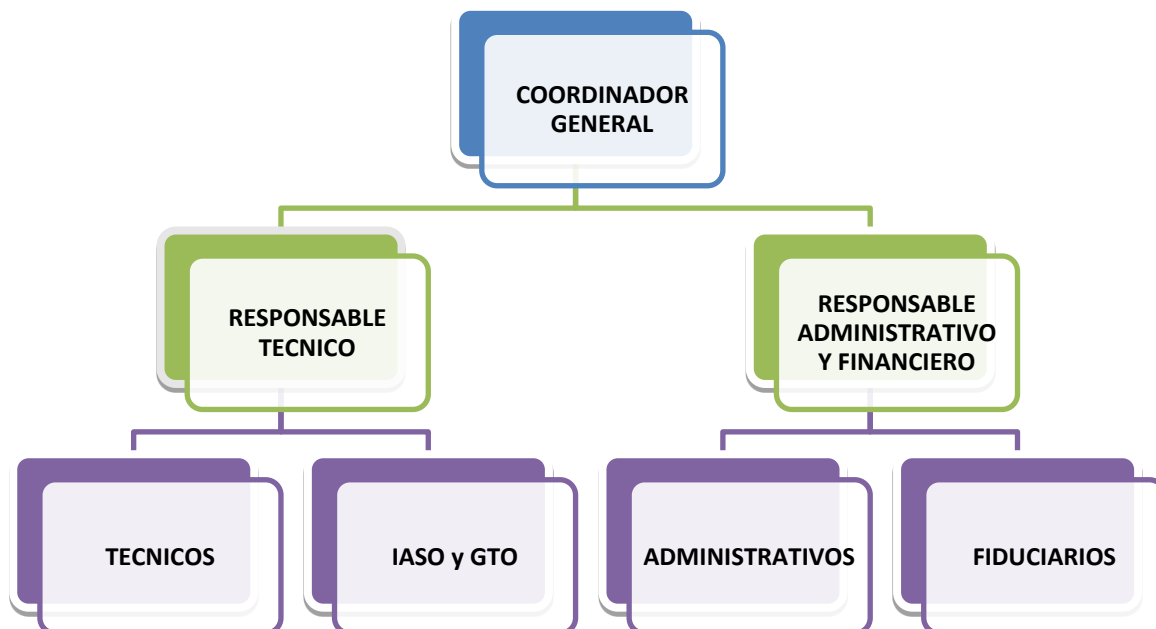 COORDINADOR
GENERAL
RESPONSABLE
TECNICO
RESPONSABLE
ADMINISTRATIVO
Y FINANCIERO
TECNICOS
IASO y GTO
ADMINISTRATIVOS
FIDUCIARIOS